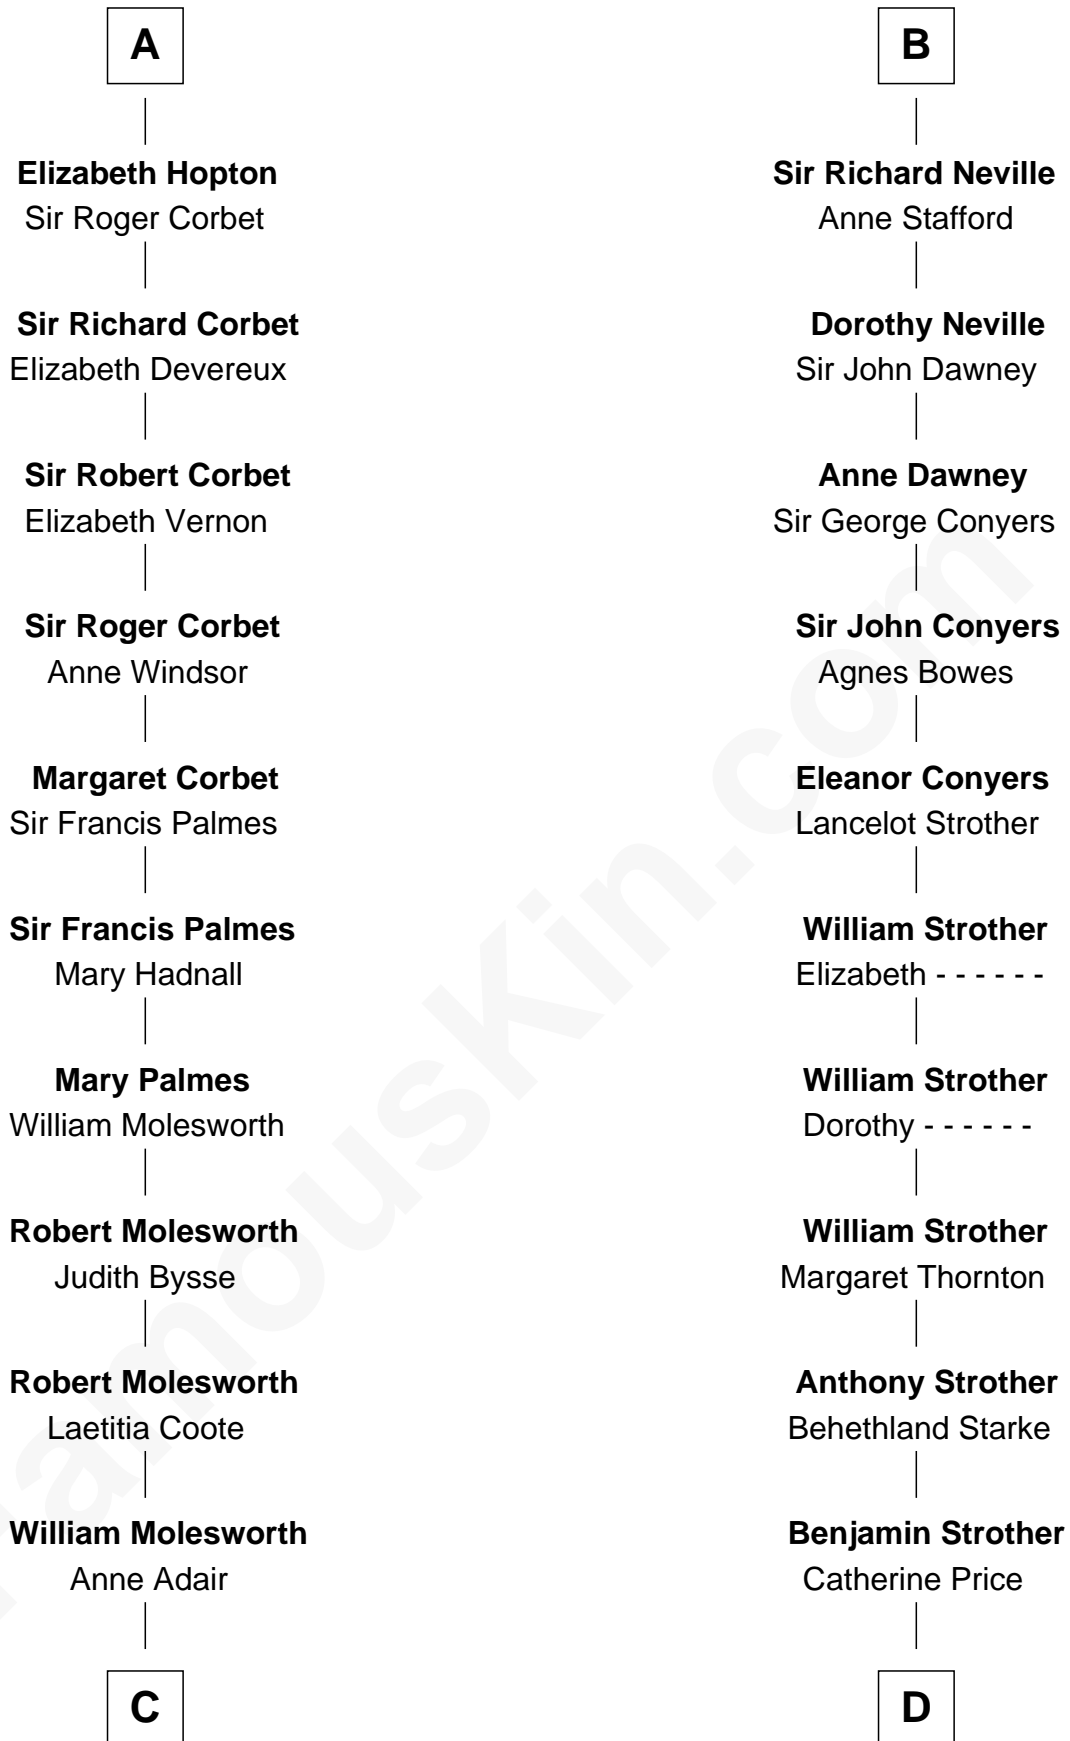 A
Elizabeth Hopton
Sir Roger Corbet
Sir Richard Corbet
Elizabeth Devereux
Sir Robert Corbet
Elizabeth Vernon
Sir Roger Corbet
Anne Windsor
Margaret Corbet
Sir Francis Palmes
Sir Francis Palmes
Mary Hadnall
Mary Palmes
William Molesworth
Robert Molesworth
Judith Bysse
Robert Molesworth
Laetitia Coote
William Molesworth
Anne Adair
C
B
Sir Richard Neville
Anne Stafford
Dorothy Neville
Sir John Dawney
Anne Dawney
Sir George Conyers
Sir John Conyers
Agnes Bowes
Eleanor Conyers
Lancelot Strother
William Strother
Elizabeth - - - - - -
William Strother
Dorothy - - - - - -
William Strother
Margaret Thornton
Anthony Strother
Behethland Starke
Benjamin Strother
Catherine Price
D
FamousKin.com